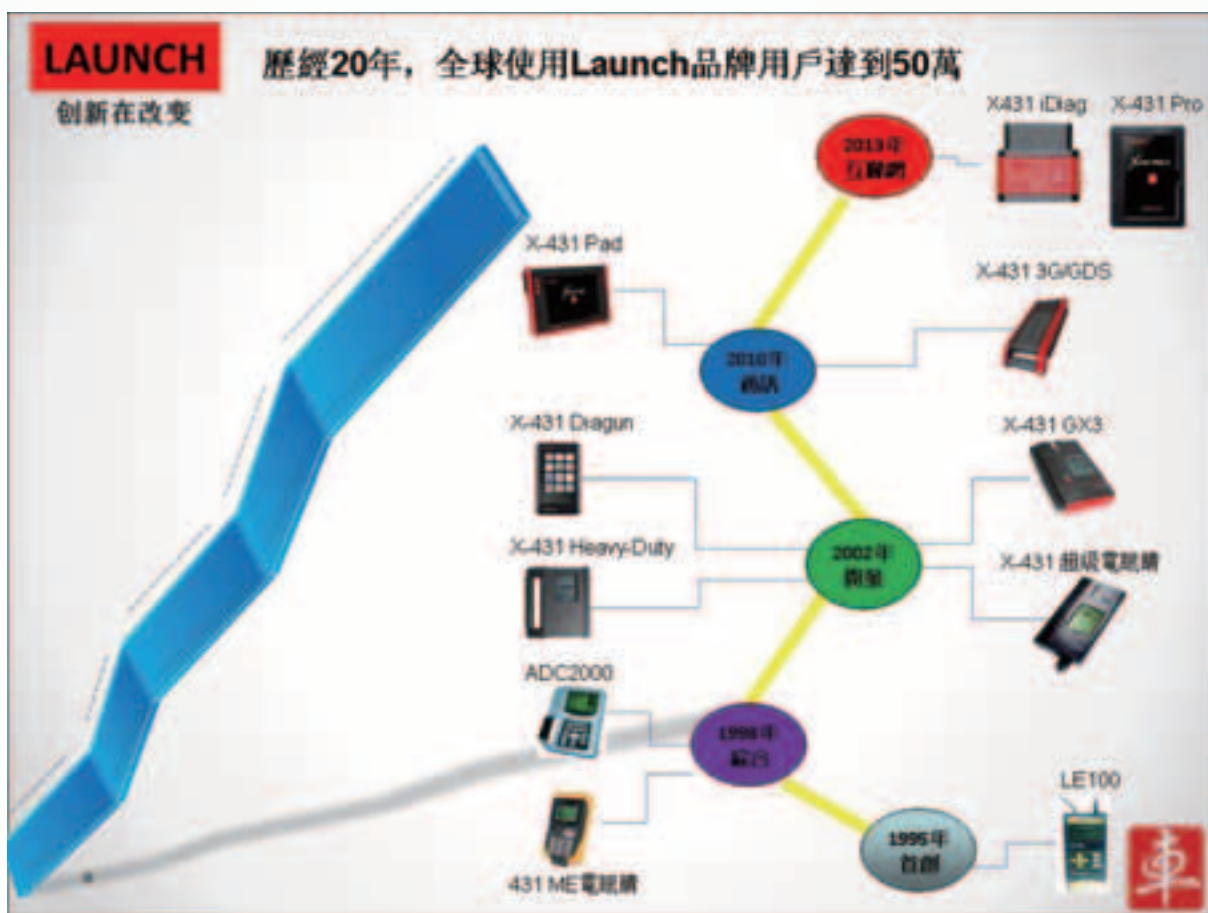 LAUNCH
创新在改变
歷經20年，全球使用Launch品牌用戶達到50萬
X431 iDiag
X-431 Pro
2013年
互聯網
X-431 Pad
X-431 3G/GDS
2010年
X-431 Diagun
X-431 GX3
X-431 Heavy-Duty
2002年
X-431 超级電眼睛
ADC2000
1998年
綜合
LE100
1995年
首創
431 ME電眼睛
車